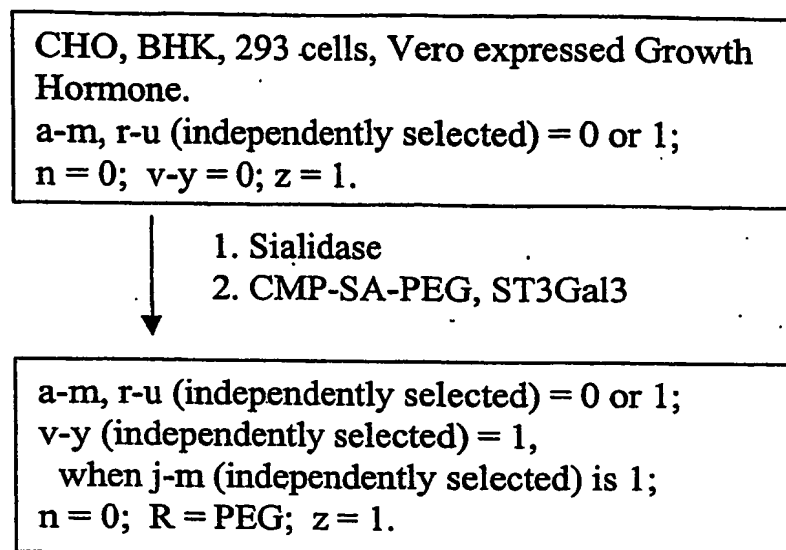 CHO, BHK, 293 cells, Vero expressed Growth
Hormone.
a-m, r-u (independently selected) = 0 or 1;
n = 0; v-y = 0; z = 1.
1. Sialidase
2. CMP-SA-PEG, ST3Gal3
a-m, r-u (independently selected) = 0 or 1;
v-y (independently selected) = 1,
when j-m (independently selected) is 1;
n = 0; R = PEG; z = 1.